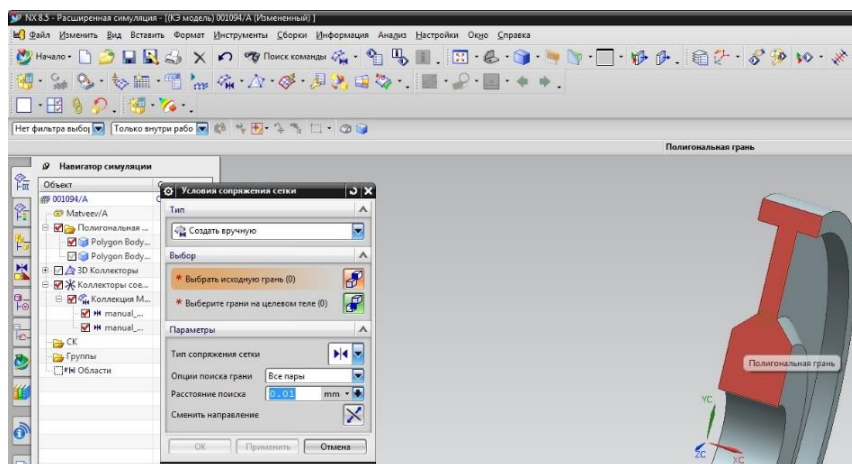 NX 8.5 - Расширенная симуляция - [(КЭ модель) 001094/A (Измененный) ]
Файл Изменить Вид Вставить Формат Инструменты Сборки Информация Анализ Настройки Окно Справка
Начало Поиск команды
Нет фильтра выбор Только внутри рабо
Полигональная грань
Навигатор симуляции
Объект
001094/A
Matveev/A
Полигональная ...
Polygon Body...
Polygon Body...
3D Коллекторы
Коллекторы сое...
Коллекция M...
manual_...
manual_...
СК
Группы
Области
Условия сопряжения сетки
Тип
Создать вручную
Выбор
* Выбрать исходную грань (0)
* Выберите грани на целевом теле (0)
Параметры
Тип сопряжения сетки
Опции поиска грани Все пары
Расстояние поиска 0.01 mm
Сменить направление
ОК Применить Отмена
Полигональная грань
YC
ZC
XC